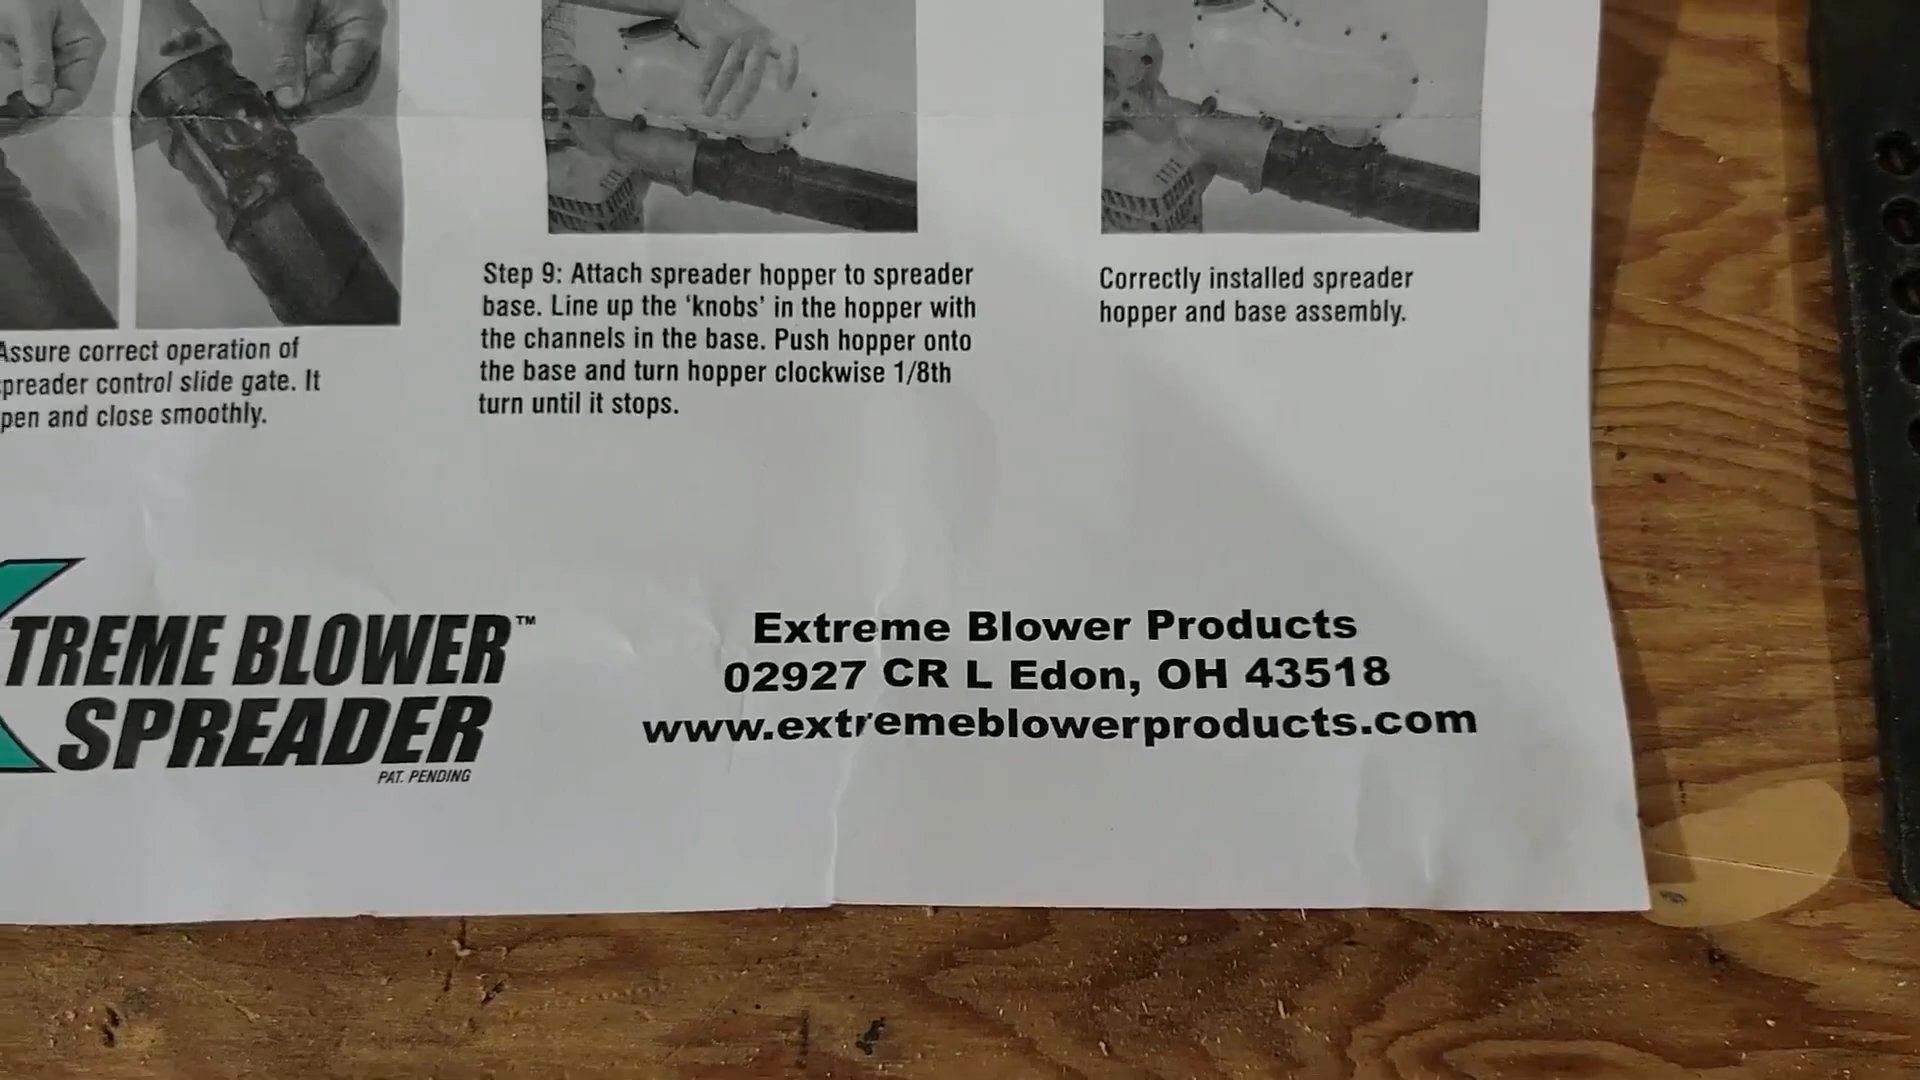 Assure correct operation of
spreader control slide gate. It
open and close smoothly.
Step 9: Attach spreader hopper to spreader
base. Line up the ‘knobs’ in the hopper with
the channels in the base. Push hopper onto
the base and turn hopper clockwise 1/8th
turn until it stops.
Correctly installed spreader
hopper and base assembly.
XTREME BLOWER™
SPREADER
PAT. PENDING
Extreme Blower Products
02927 CR L Edon, OH 43518
www.extremeblowerproducts.com